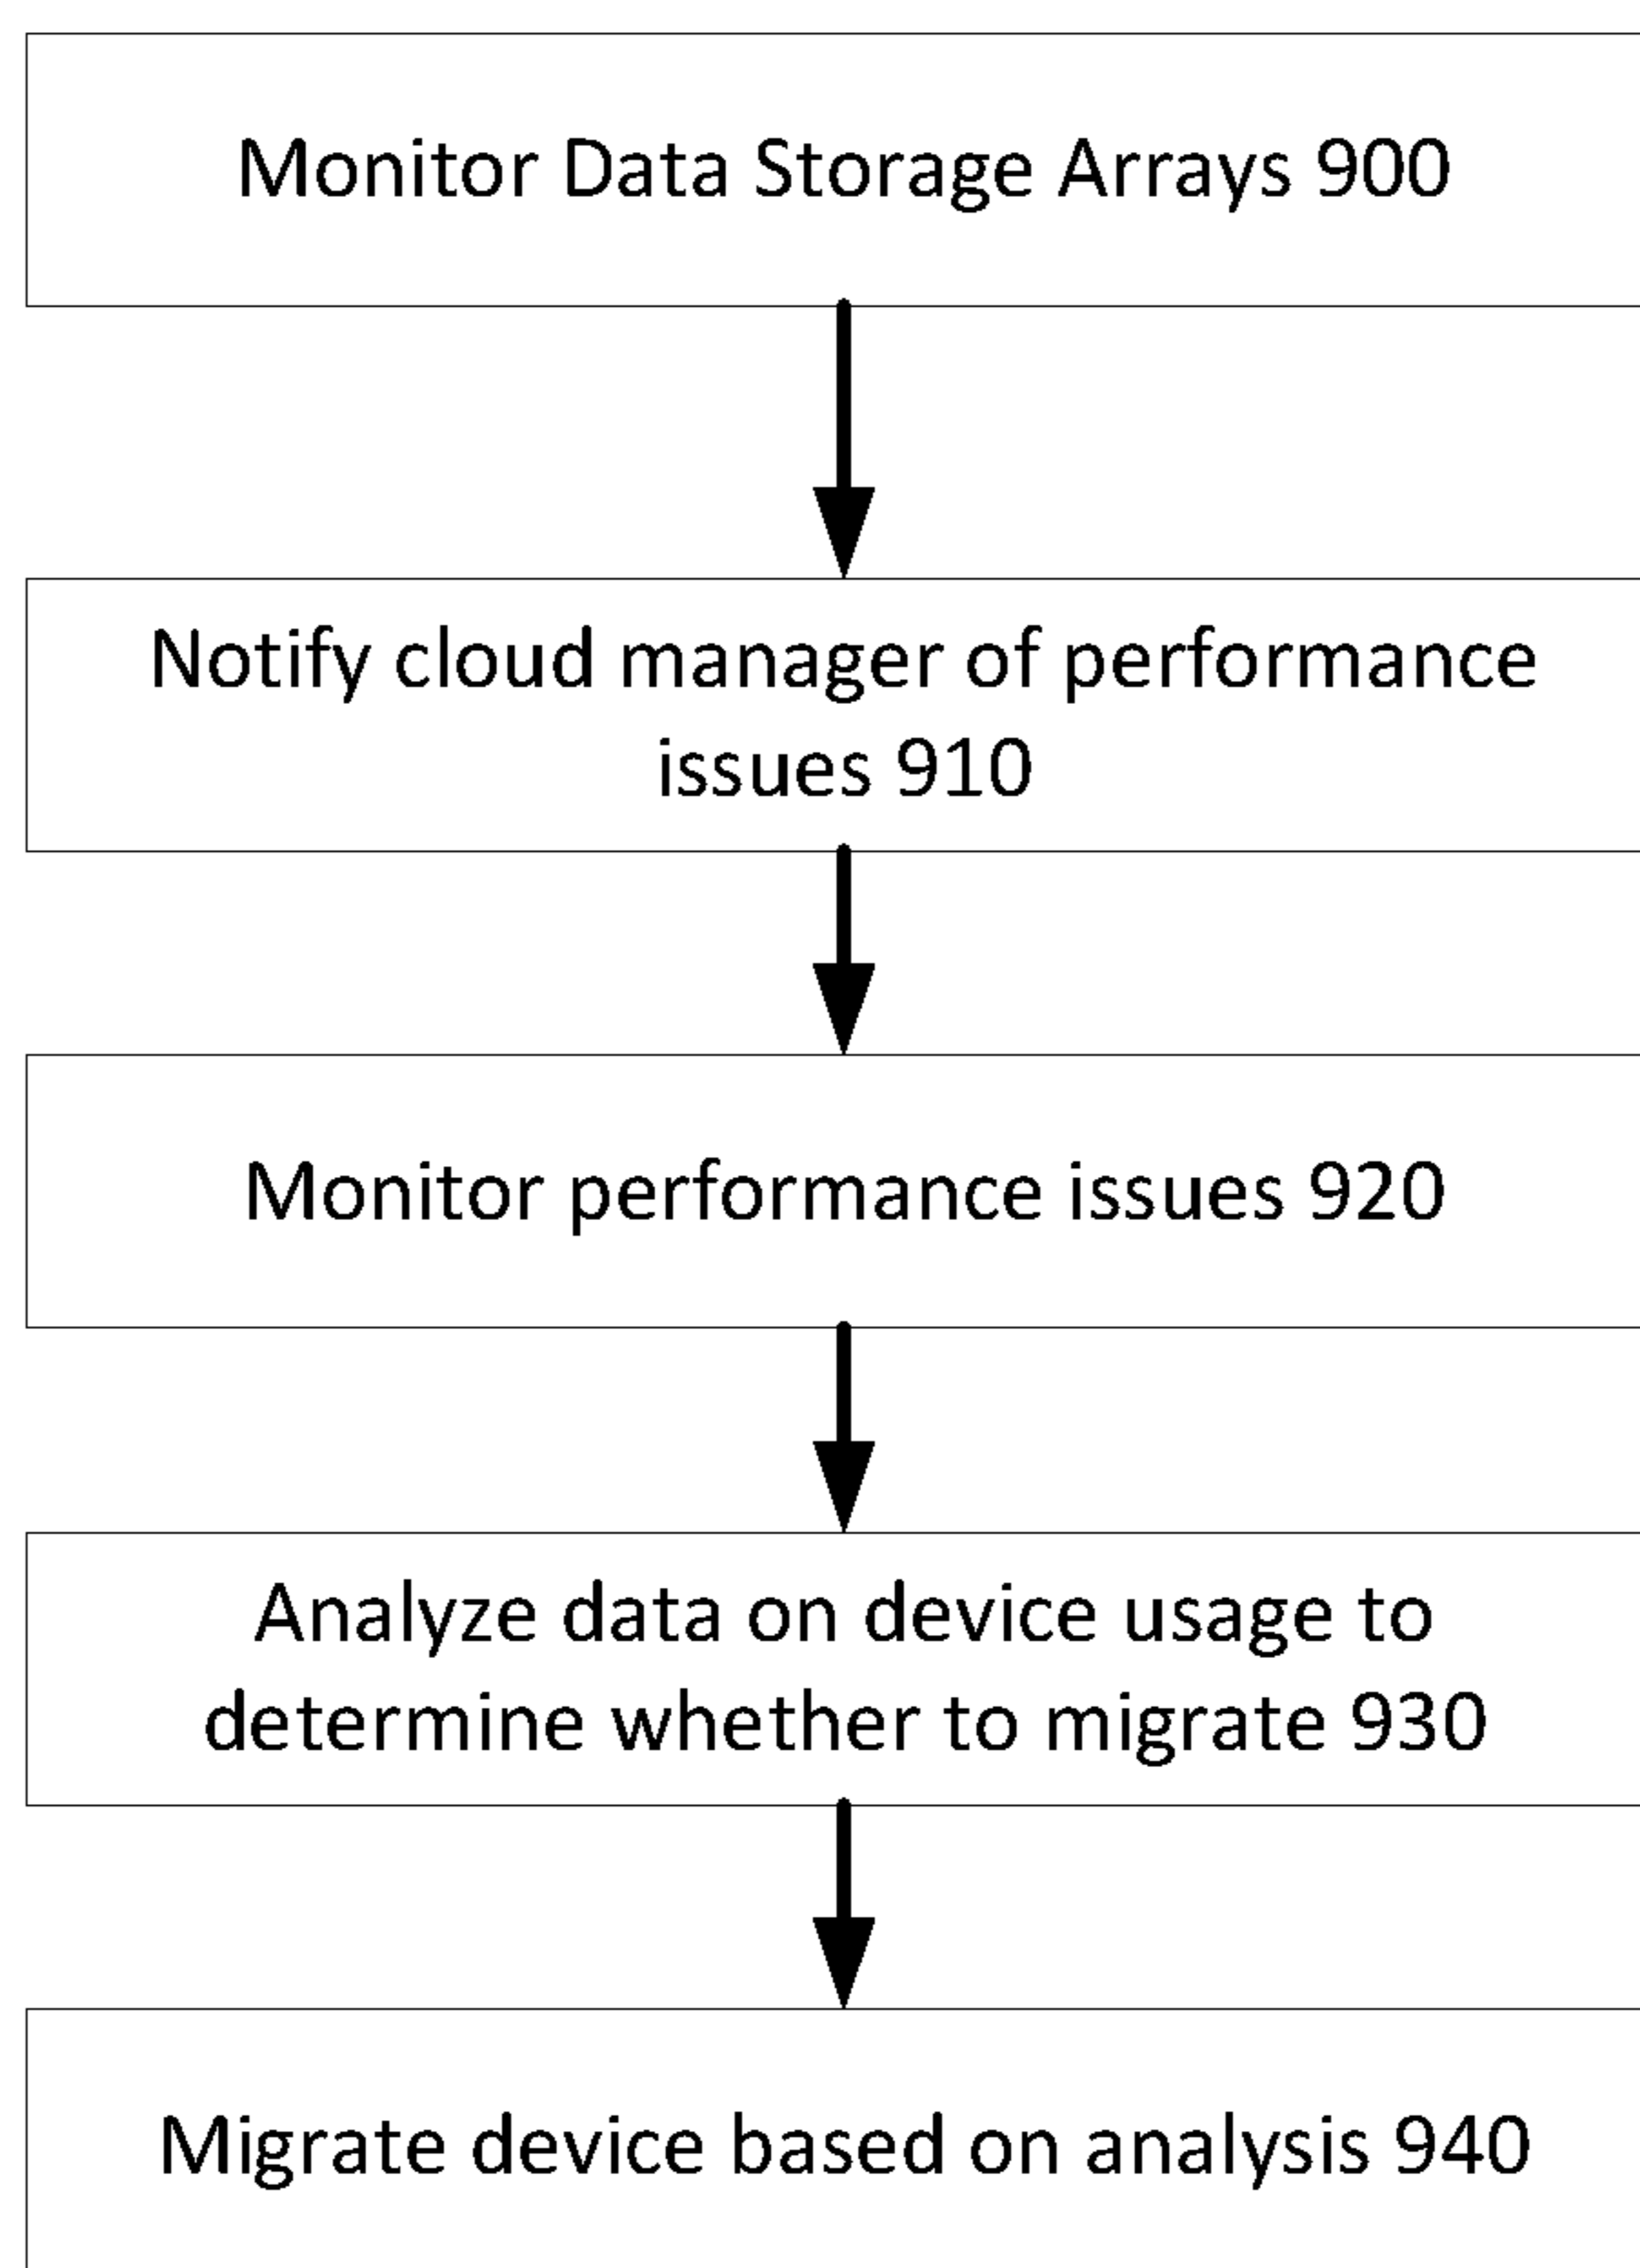 Monitor Data Storage Arrays 900
Notify cloud manager of performance
issues 910
Monitor performance issues 920
Analyze data on device usage to
determine whether to migrate 930
Migrate device based on analysis 940